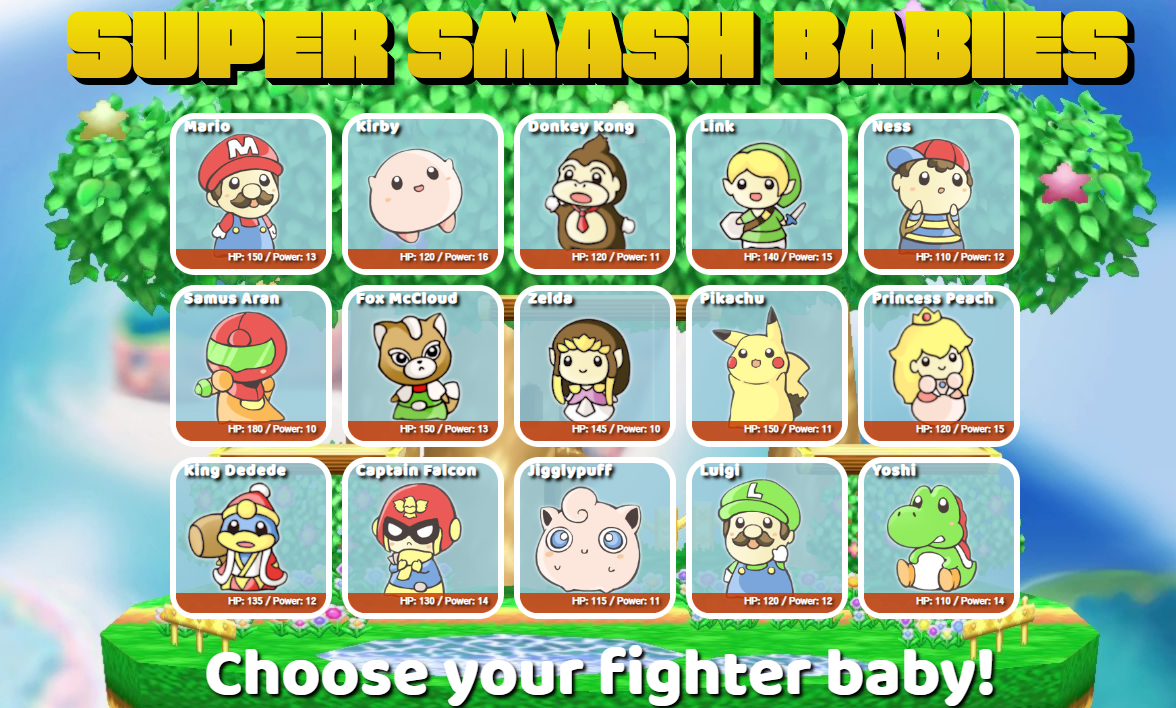 SUPER SMASH BABIES
Mario
Kirby
Donkey Kong
Link
Ness
M
HP: 150 / Power: 13
HP: 120 / Power: 16
HP: 120 / Power: 11
HP: 140 / Power: 15
HP: 110 / Power: 12
Samus Aran
Fox McCloud
Zelda
Pikachu
Princess Peach
HP: 180 / Power: 10
HP: 150 / Power: 13
HP: 145 / Power: 10
HP: 150 / Power: 11
HP: 120 / Power: 15
King Dedede
Captain Falcon
Jigglypuff
Luigi
Yoshi
L
HP: 135 / Power: 12
HP: 130 / Power: 14
HP: 115 / Power: 11
HP: 120 / Power: 12
HP: 110 / Power: 14
Choose your fighter baby!